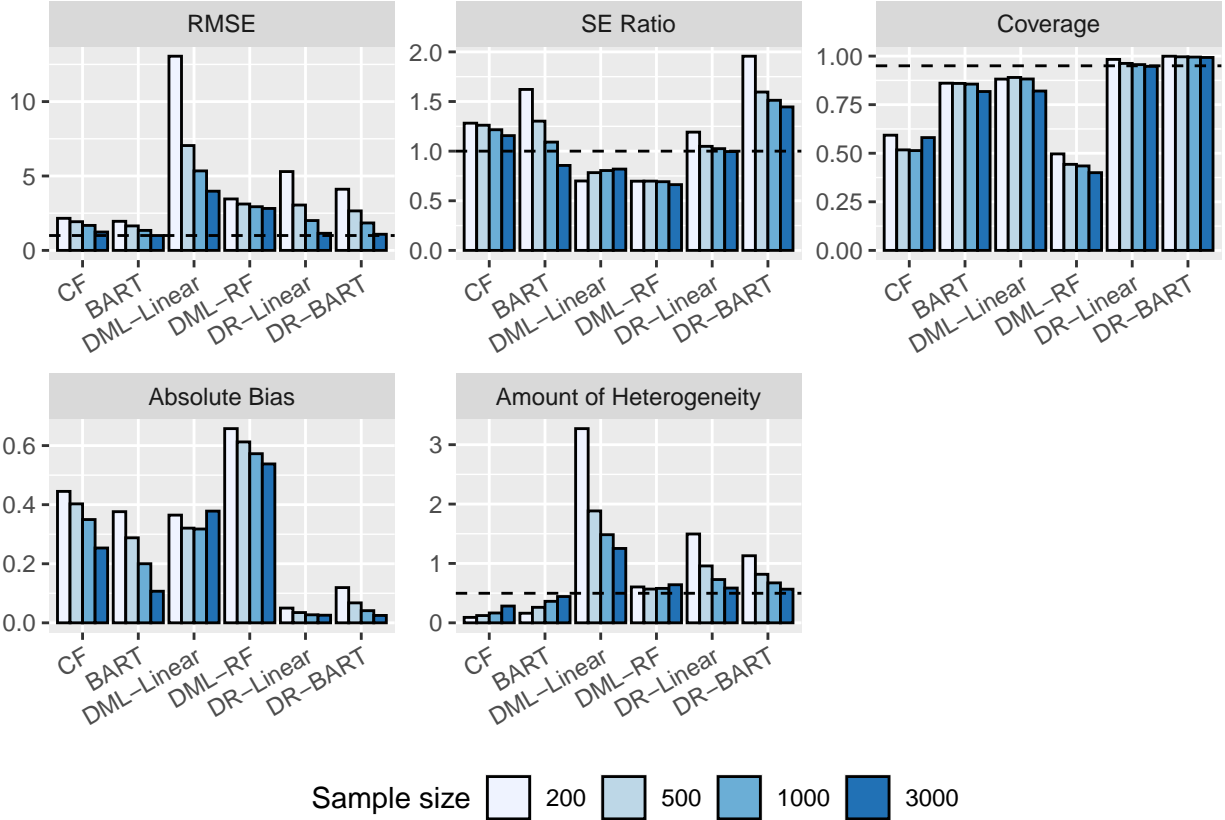 RMSE
SE Ratio
Coverage
10
5
0
2.0
1.5
1.0
0.5
0.0
1.00
0.75
0.50
0.25
0.00
CF
BART
DML−Linear
DML−RF
DR−Linear
DR−BART
CF
BART
DML−Linear
DML−RF
DR−Linear
DR−BART
CF
BART
DML−Linear
DML−RF
DR−Linear
DR−BART
Absolute Bias
Amount of Heterogeneity
0.6
0.4
0.2
0.0
3
2
1
0
CF
BART
DML−Linear
DML−RF
DR−Linear
DR−BART
CF
BART
DML−Linear
DML−RF
DR−Linear
DR−BART
Sample size 200 500 1000 3000